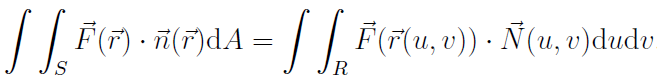 ∫∫_S F⃗(r⃗) · n⃗(r⃗)dA = ∫∫_R F⃗(r⃗(u, v)) · N⃗(u, v)dudv